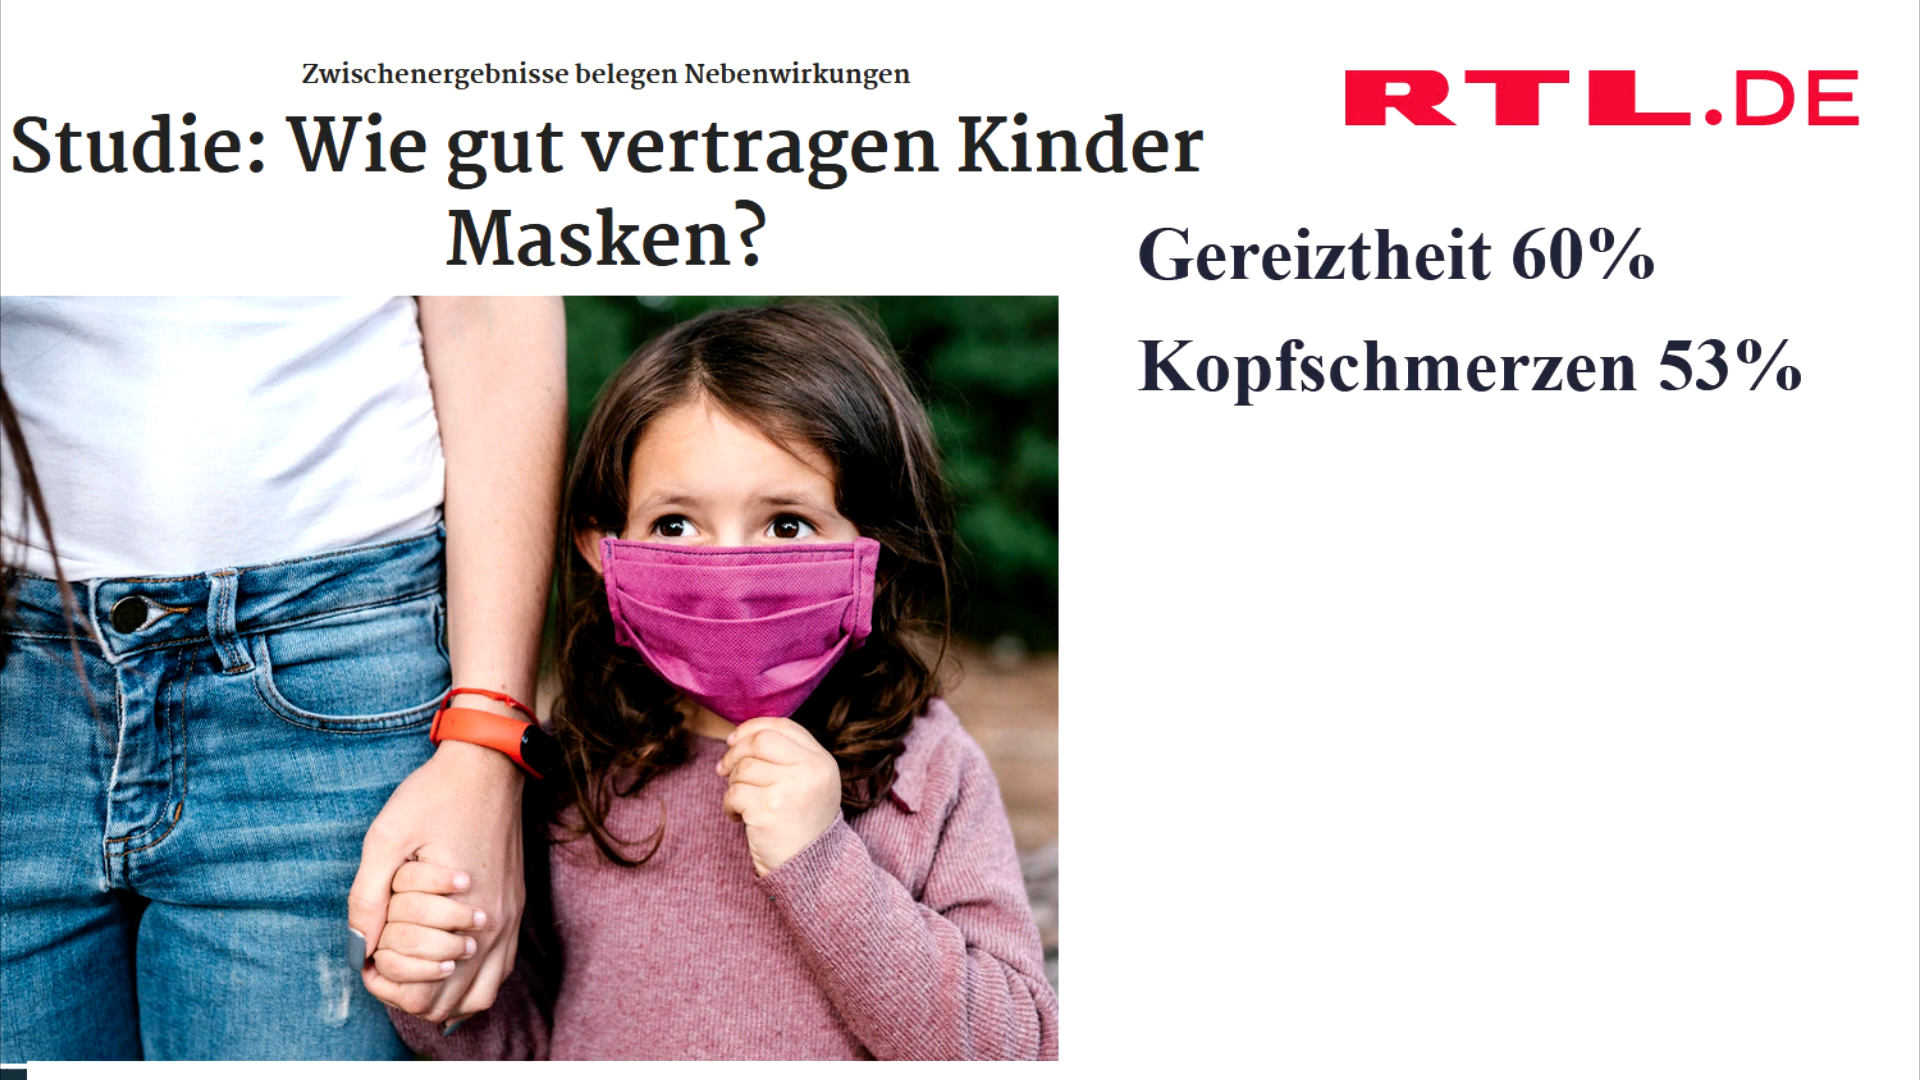 Zwischenergebnisse belegen Nebenwirkungen
Studie: Wie gut vertragen Kinder
Masken?
RTL.DE
Gereiztheit 60%
Kopfschmerzen 53%